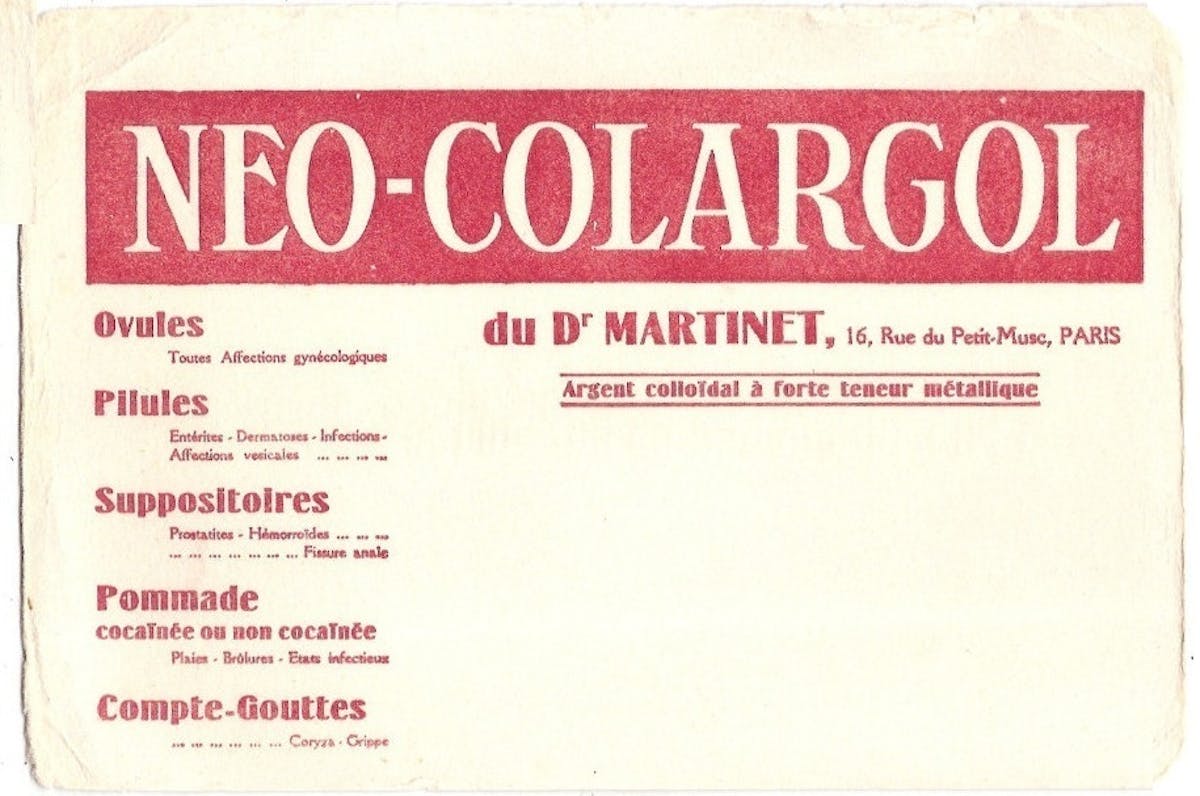 NEO-COLARGOL
du Dr MARTINET, 16, Rue du Petit-Musc, PARIS
Argent colloïdal à forte teneur métallique
Ovules
Toutes Affections gynécologiques
Pilules
Entérites - Dermatoses - Infections -
Affections vesicales ... ... ... ...
Suppositoires
Prostatites - Hémorroïdes ... ... ...
... ... ... ... ... ... ... Fissure anale
Pommade
cocaïnée ou non cocaïnée
Plaies - Brûlures - Etats infectieux
Compte-Gouttes
... ... ... ... ... ... Coryza - Grippe